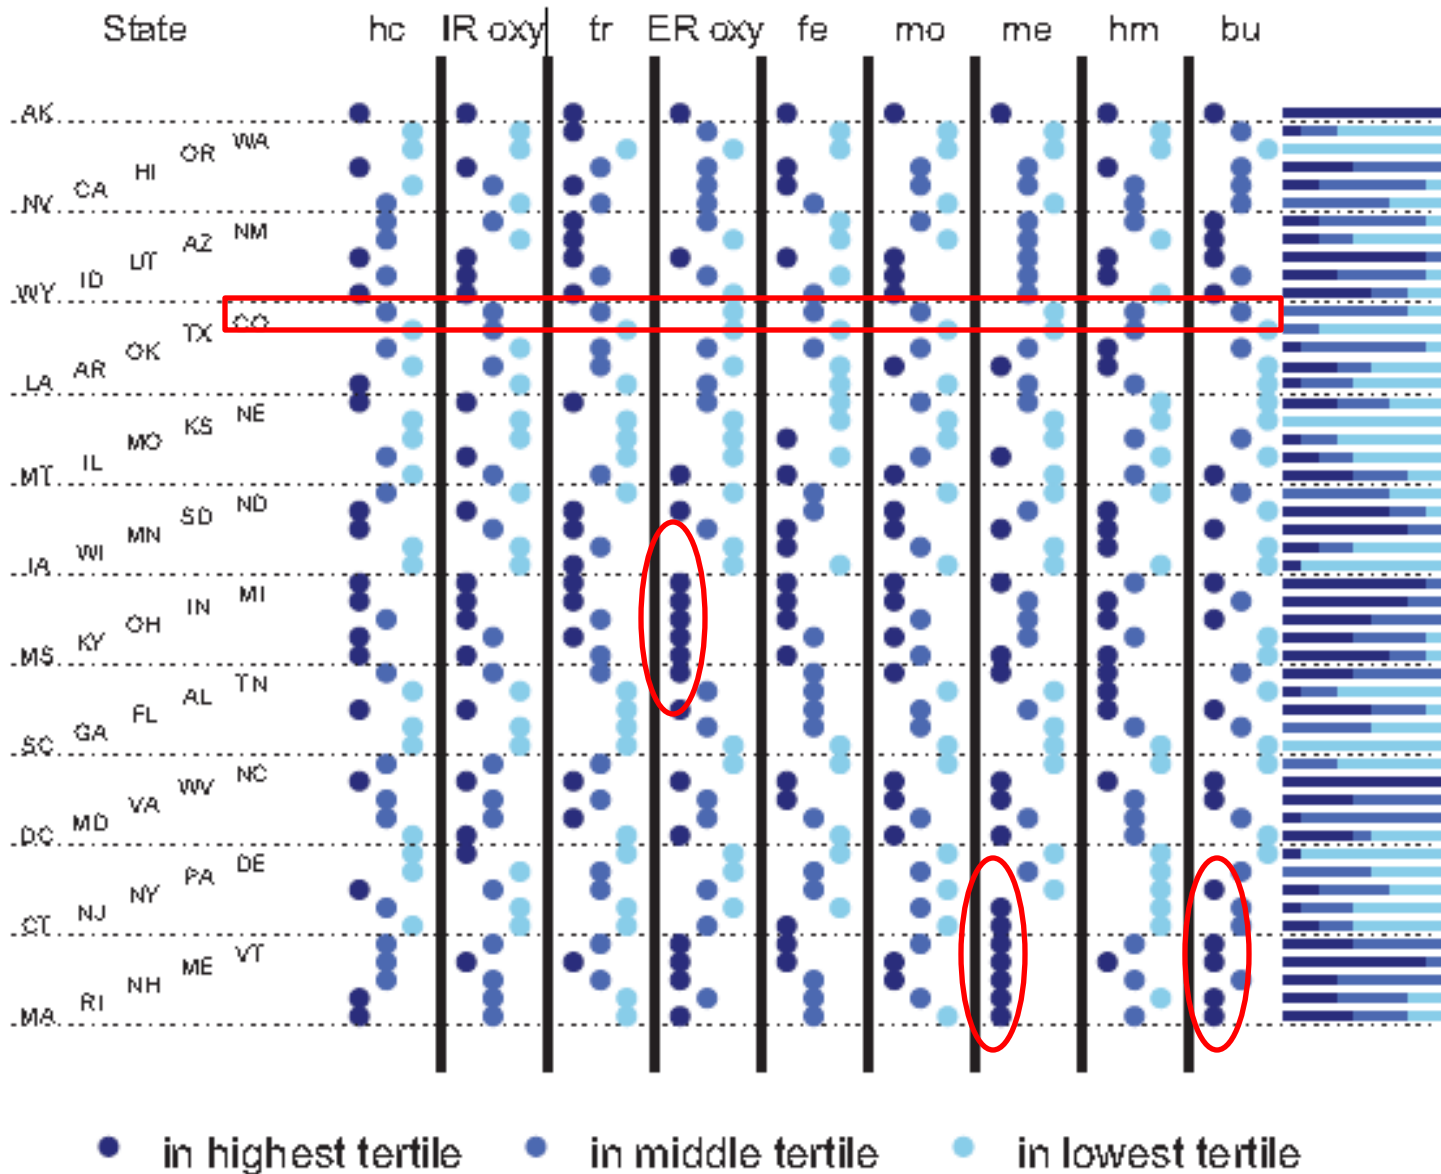 State hc IR oxy tr ER oxy fe mo me hm bu
AK
WA
OR
HI
CA
NV
NM
AZ
UT
ID
WY
CO
TX
OK
AR
LA
NE
KS
MO
IL
MT
ND
SD
MN
WI
IA
MI
IN
OH
KY
MS
TN
AL
FL
GA
SC
NC
WV
VA
MD
DC
DE
PA
NY
NJ
CT
VT
ME
NH
RI
MA
in highest tertile in middle tertile in lowest tertile